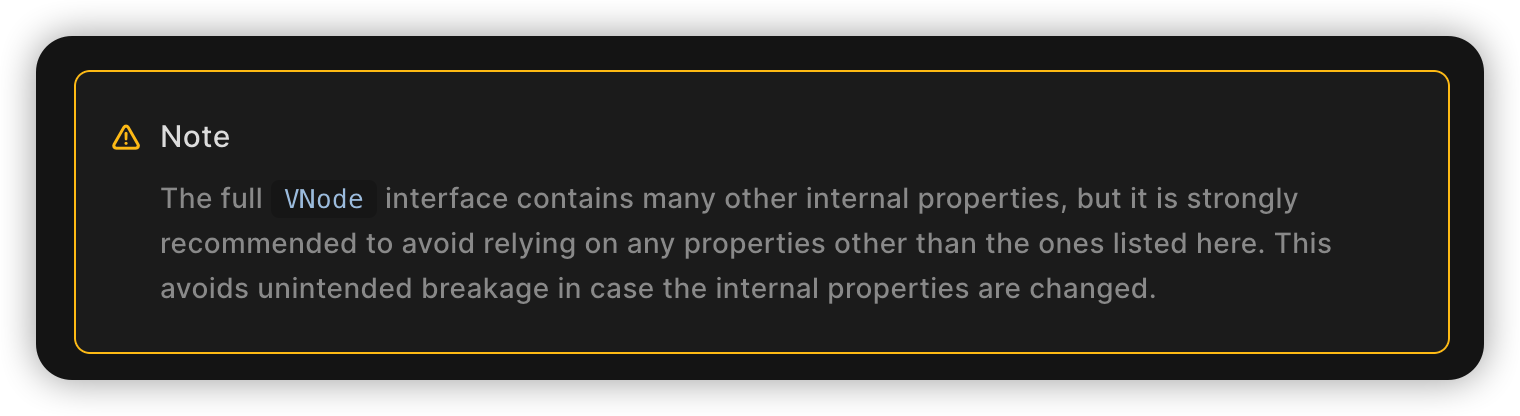 Note
The full VNode interface contains many other internal properties, but it is strongly
recommended to avoid relying on any properties other than the ones listed here. This
avoids unintended breakage in case the internal properties are changed.